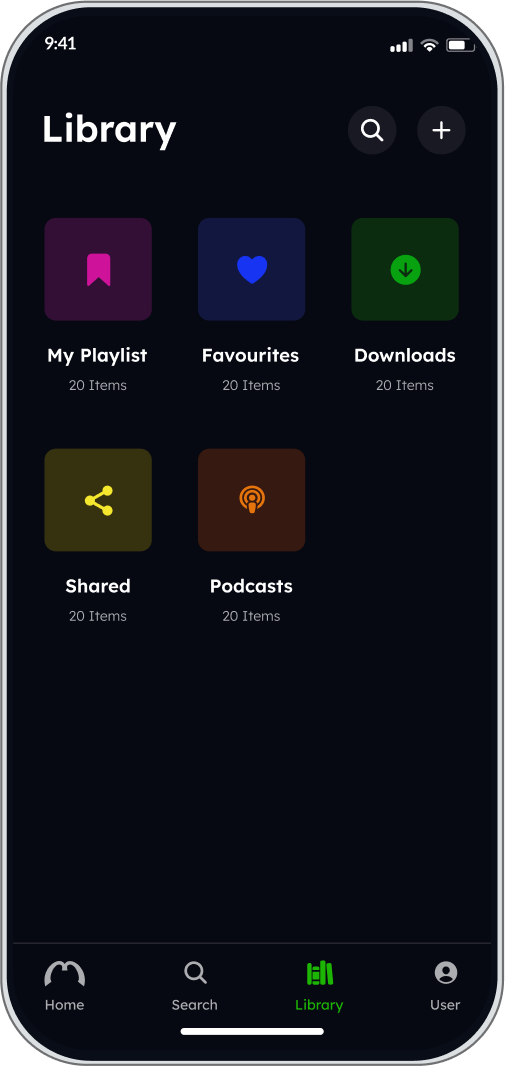 9:41
Library
My Playlist Favourites Downloads
20 Items 20 Items 20 Items
Shared Podcasts
20 Items 20 Items
Home Search Library User